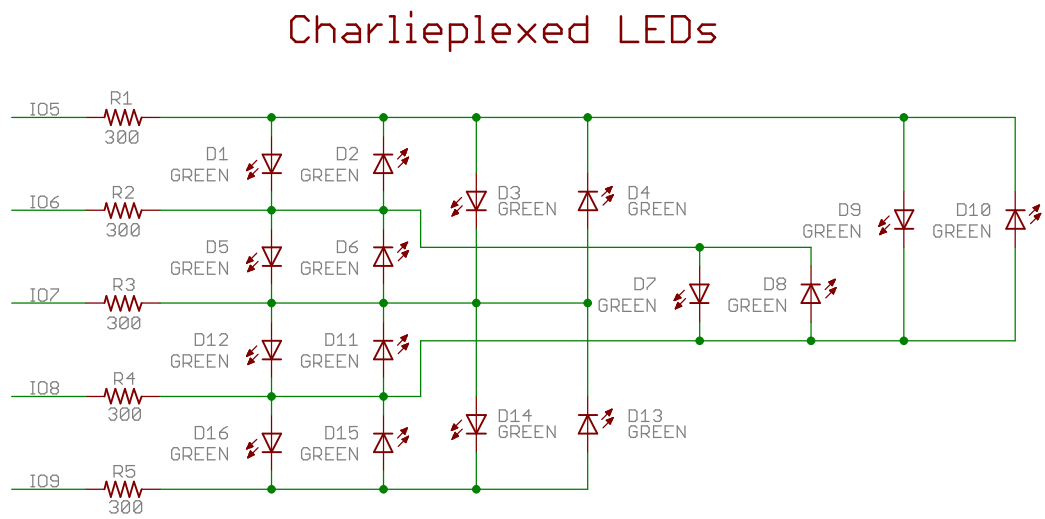 Charlieplexed LEDs
IO5 R1
300
D1 GREEN
D2 GREEN
D3 GREEN
D4 GREEN
IO6 R2
300
D9 GREEN
D10 GREEN
D5 GREEN
D6 GREEN
D7 GREEN
D8 GREEN
IO7 R3
300
D12 GREEN
D11 GREEN
IO8 R4
300
D14 GREEN
D13 GREEN
D16 GREEN
D15 GREEN
IO9 R5
300